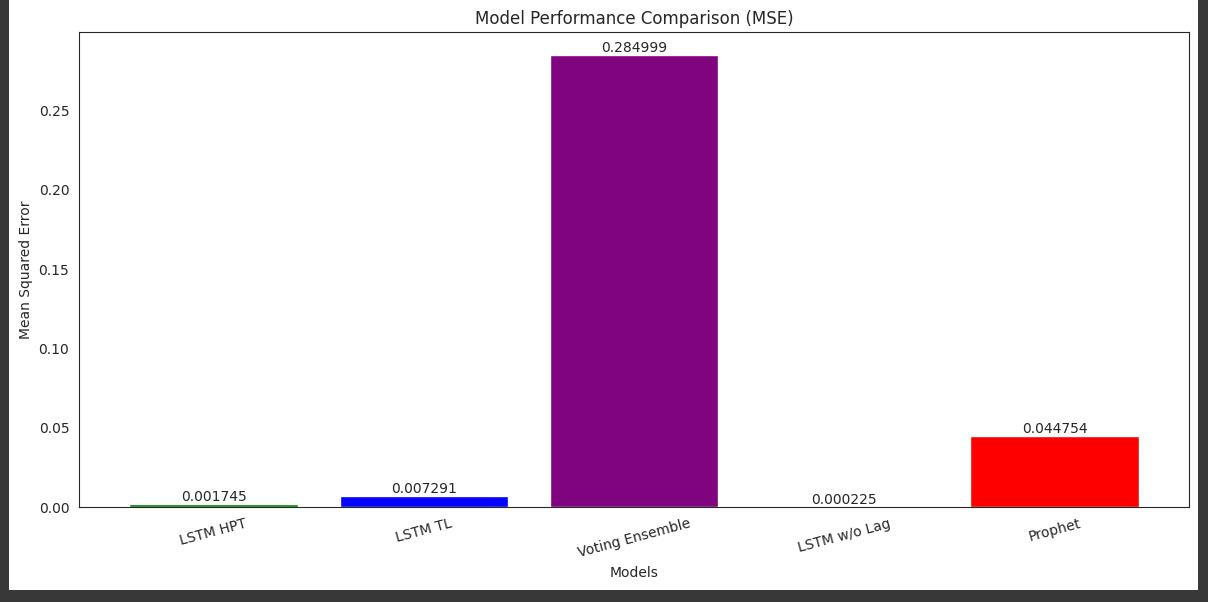 Model Performance Comparison (MSE)
0.284999
0.25
0.20
0.15
0.10
0.05
0.00
Mean Squared Error
0.001745
0.007291
0.000225
0.044754
LSTM HPT
LSTM TL
Voting Ensemble
LSTM w/o Lag
Prophet
Models